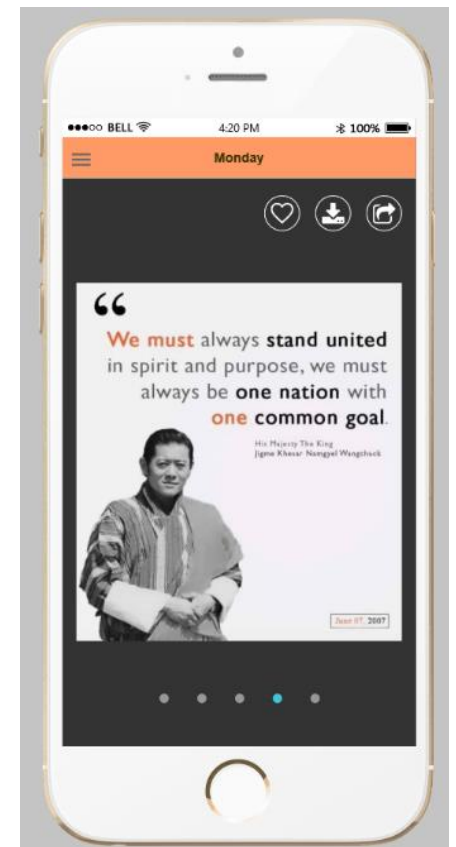 BELL 4:20 PM 100%
Monday
“
We must always stand united
in spirit and purpose, we must
always be one nation with
one common goal.
His Majesty The King
Jigme Khesar Namgyel Wangchuck
June 07, 2007